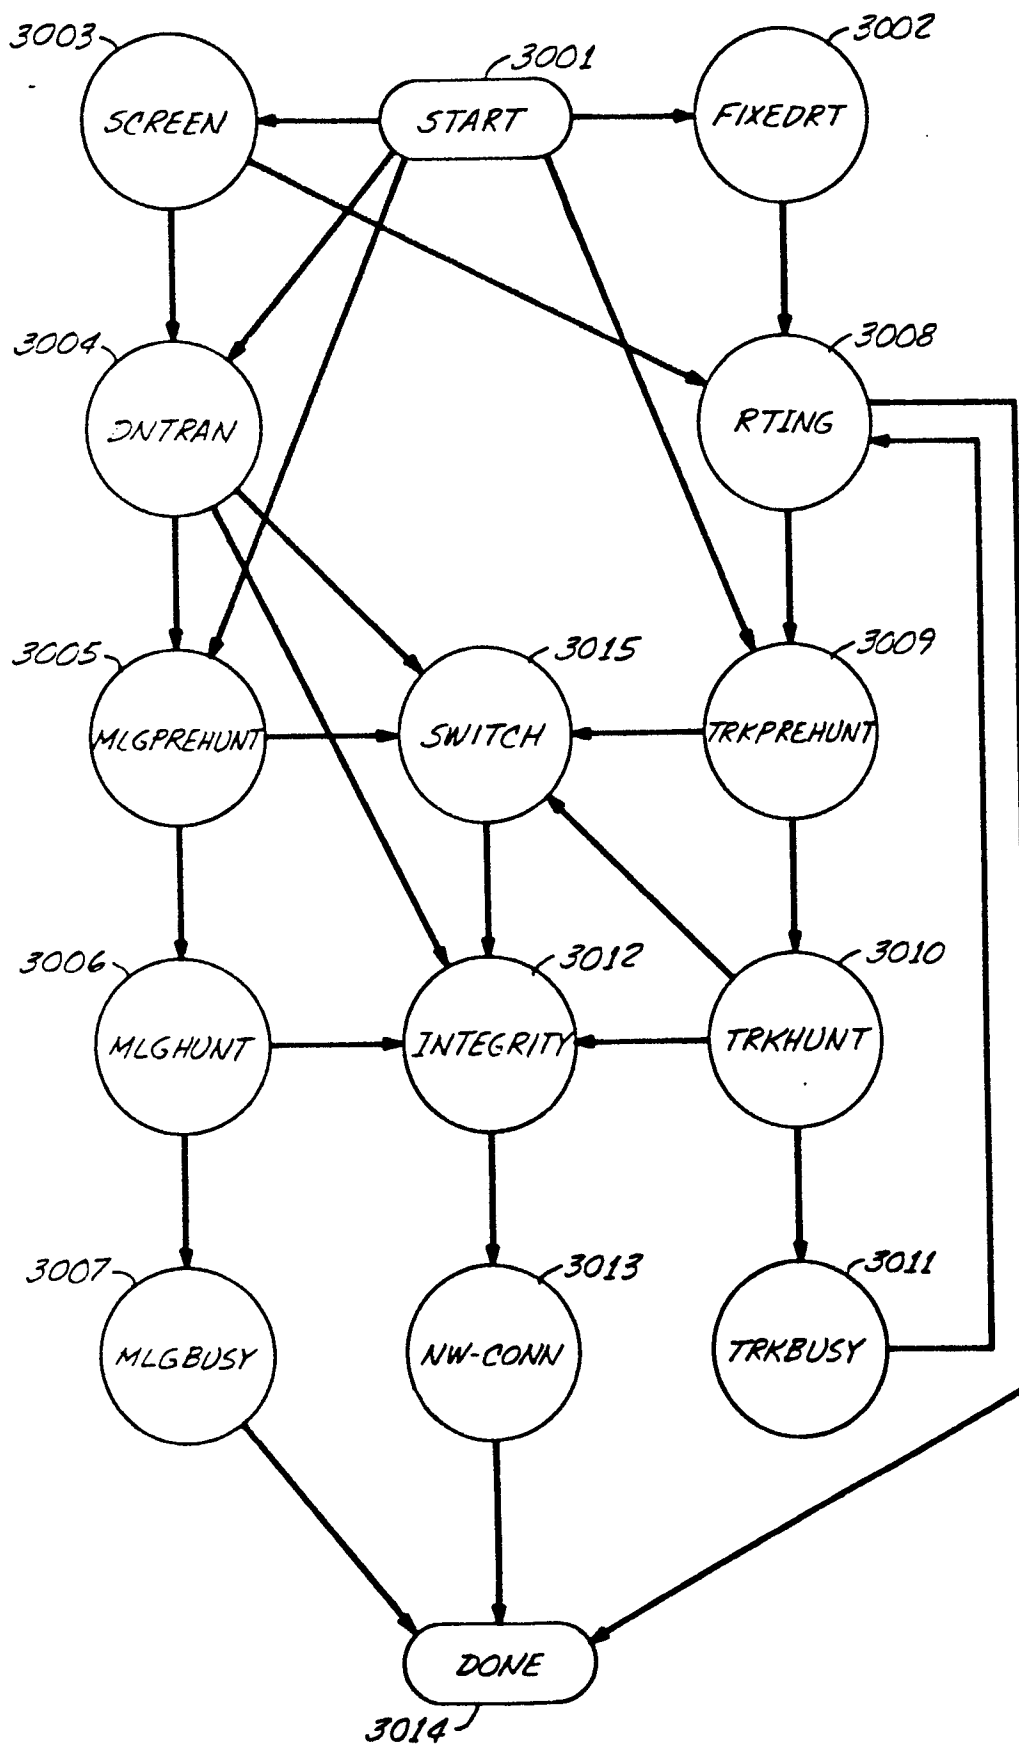 3003
3001
3002
SCREEN
START
FIXEDRT
3004
3008
DNTRAN
RTING
3005
3015
3009
MLGPREHUNT
SWITCH
TRKPREHUNT
3006
3012
3010
MLGHUNT
INTEGRITY
TRKHUNT
3007
3013
3011
MLGBUSY
NW-CONN
TRKBUSY
DONE
3014